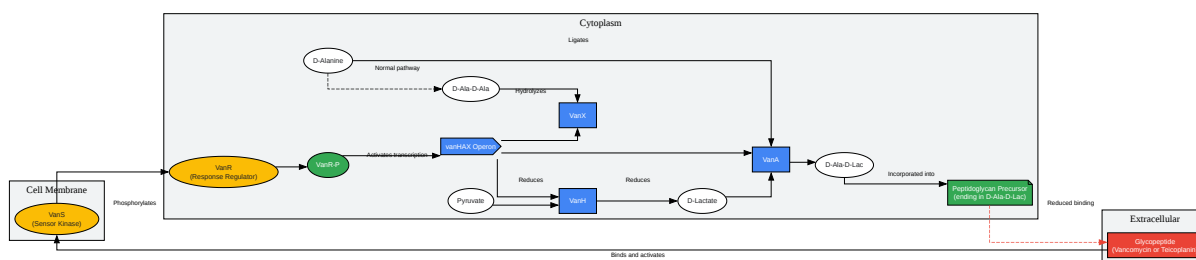 Cytoplasm
Ligates
D-Alanine
Normal pathway
D-Ala-D-Ala
Hydrolyzes
VanX
vanHAX Operon
Activates transcription
VanR-P
VanR
(Response Regulator)
VanA
D-Ala-D-Lac
Incorporated into
Peptidoglycan Precursor
(ending in D-Ala-D-Lac)
Reduces
Reduces
Pyruvate
VanH
D-Lactate
Cell Membrane
VanS
(Sensor Kinase)
Phosphorylates
Reduced binding
Extracellular
Glycopeptide
(Vancomycin or Teicoplanin)
Binds and activates